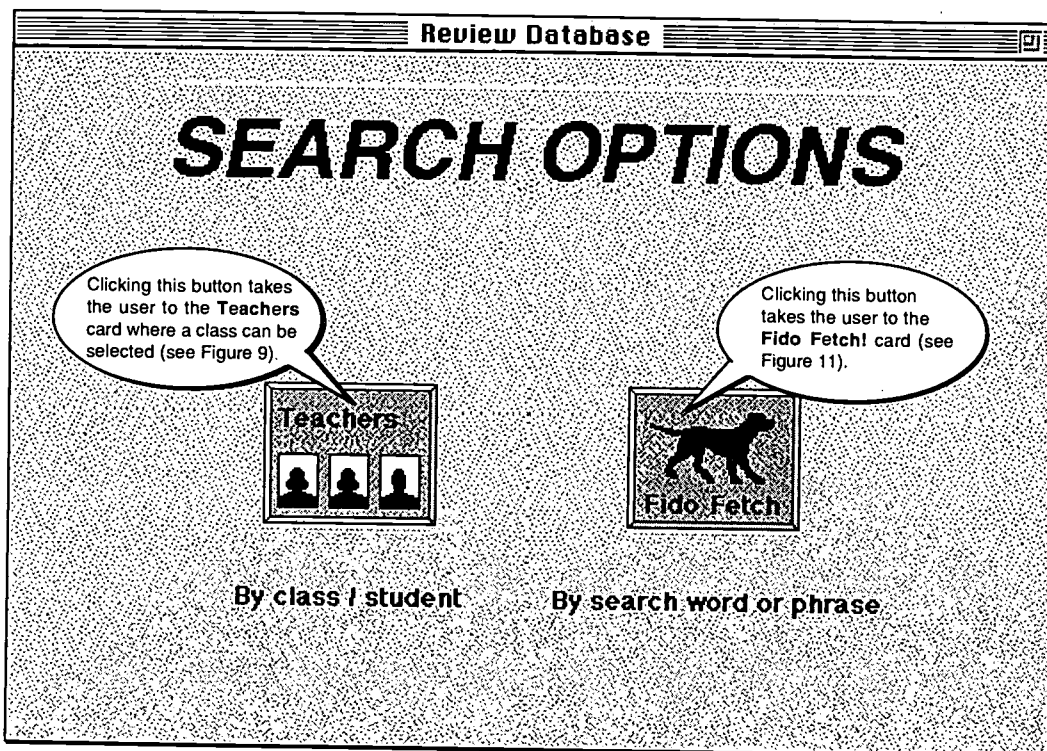 Review Database
SEARCH OPTIONS
Clicking this button takes
the user to the Teachers
card where a class can be
selected (see Figure 9).
Clicking this button
takes the user to the
Fido Fetch! card (see
Figure 11).
Teachers
Fido Fetch
By class / student
By search word or phrase